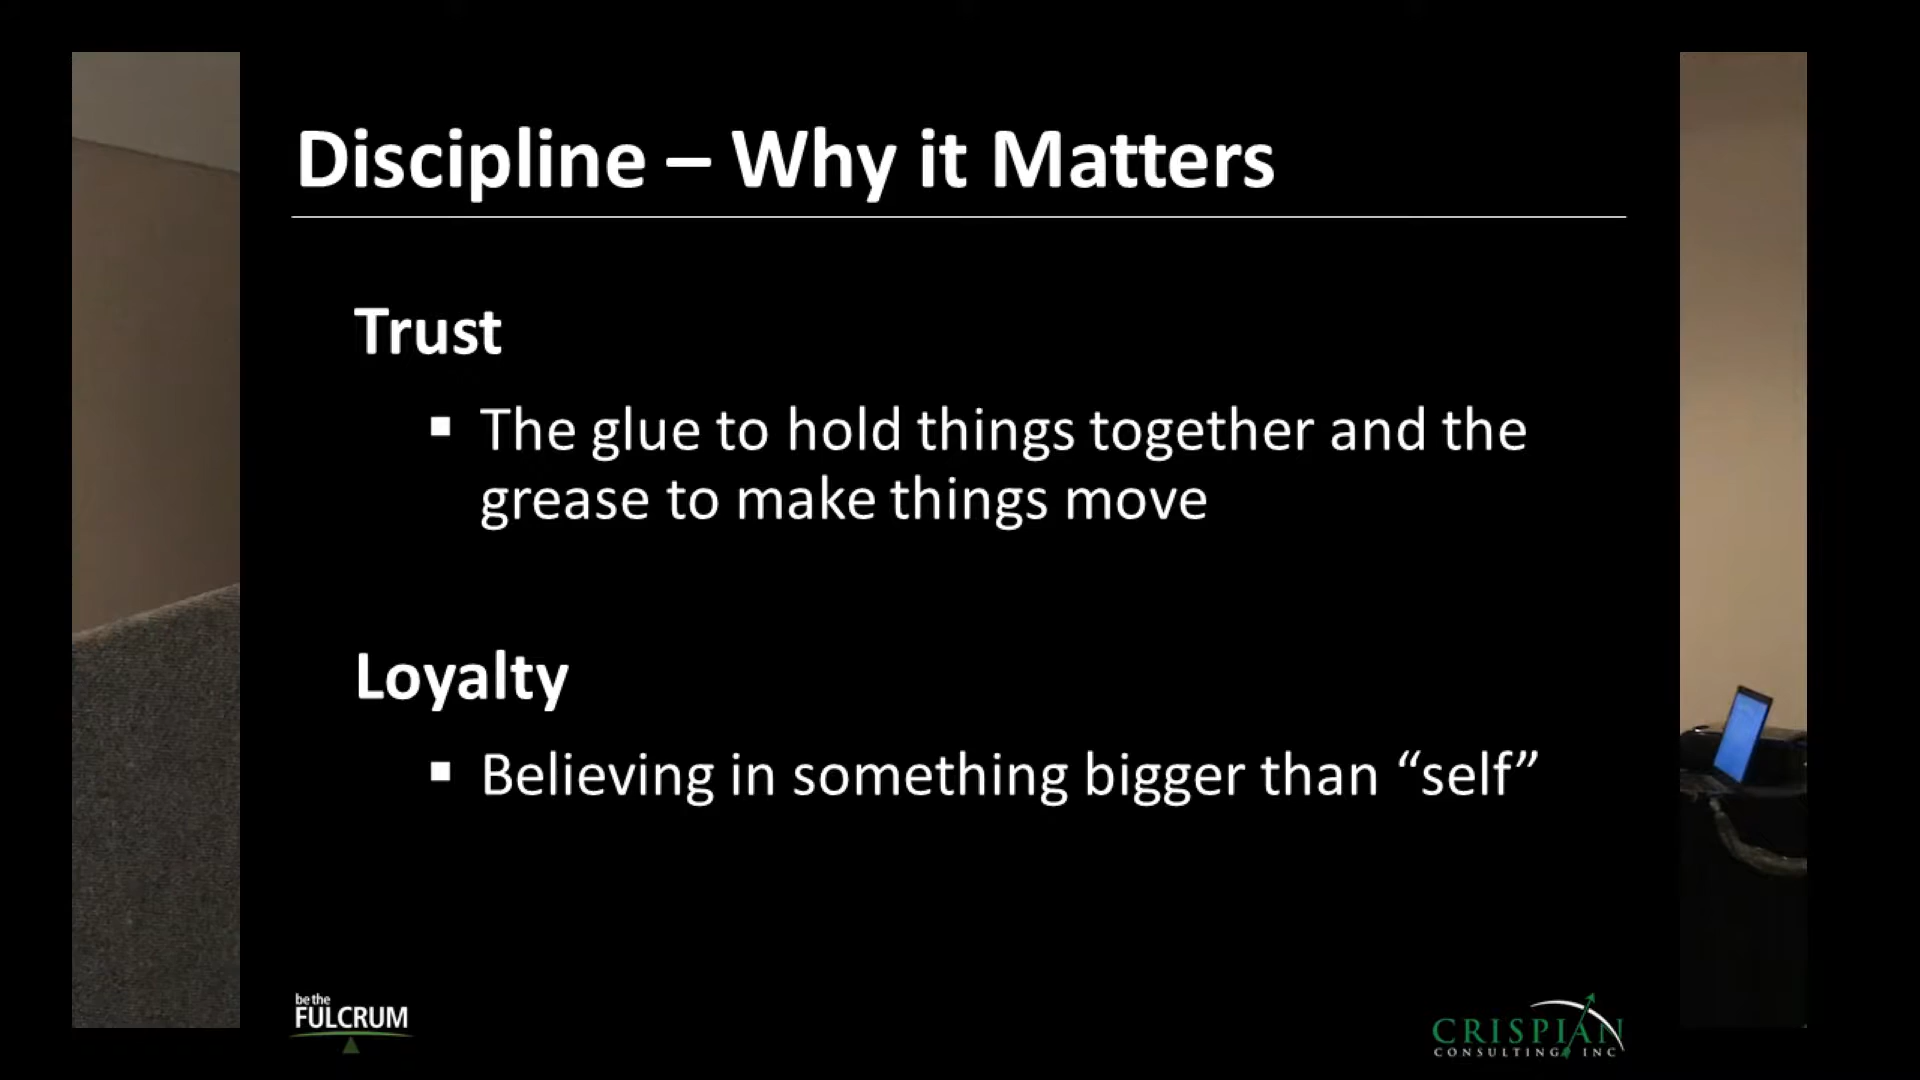 Discipline – Why it Matters
Trust
▪ The glue to hold things together and the
grease to make things move
Loyalty
▪ Believing in something bigger than “self”
be the
FULCRUM
CRISPIAN
CONSULTING INC